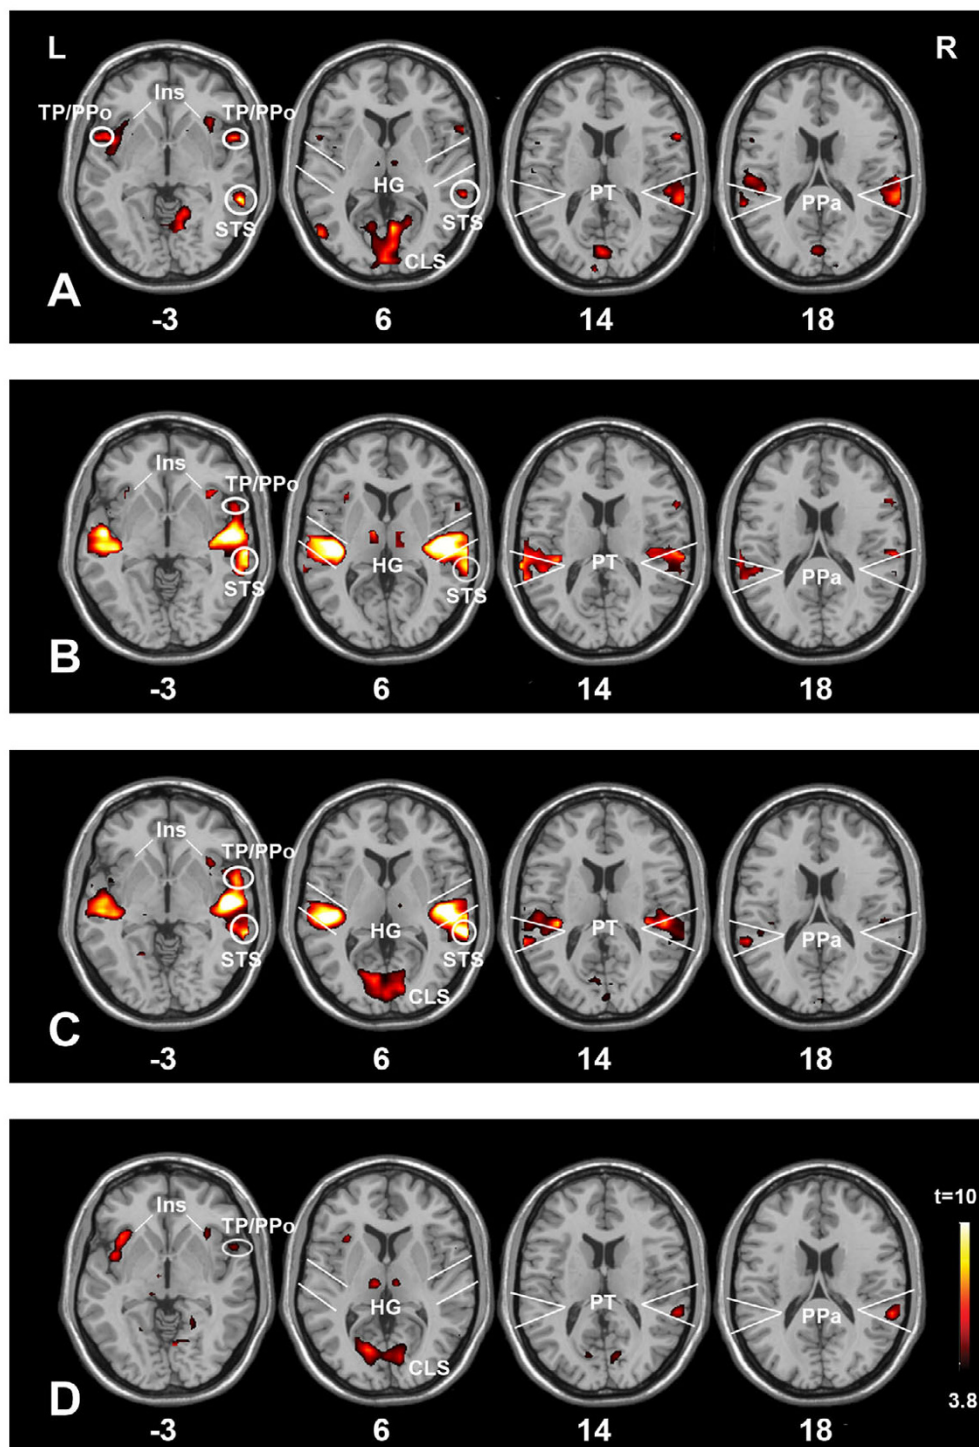 L R
TP/PPo Ins TP/PPo
HG PT PPa
STS STS
CLS
A
-3 6 14 18
Ins
TP/PPo
HG PT PPa
STS STS
B
-3 6 14 18
Ins
TP/PPo
HG PT PPa
STS STS
CLS
C
-3 6 14 18
t=10
Ins
TP/PPo
HG PT PPa
CLS
D
3.8
-3 6 14 18